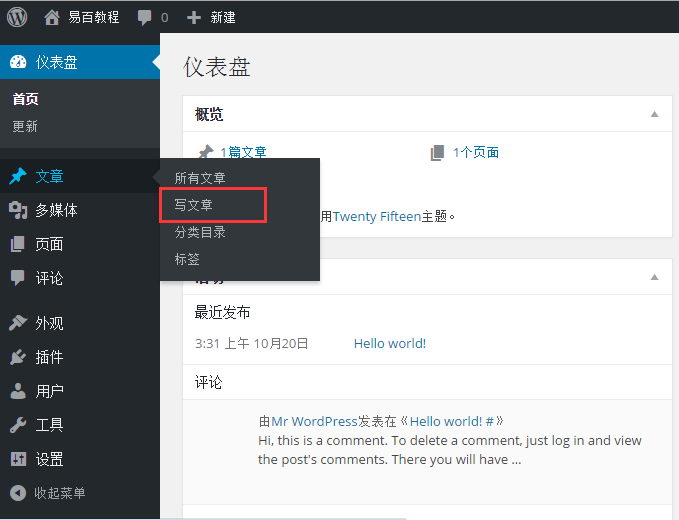 易百教程 0 新建
仪表盘
首页
更新
文章
多媒体
页面
评论
外观
插件
用户
工具
设置
收起菜单
所有文章
写文章
分类目录
标签
仪表盘
概览
1篇文章 1个页面
用Twenty Fifteen主题。
最近发布
3:31 上午 10月20日 Hello world!
评论
由Mr WordPress发表在《Hello world! #》
Hi, this is a comment. To delete a comment, just log in and view
the post's comments. There you will have ...